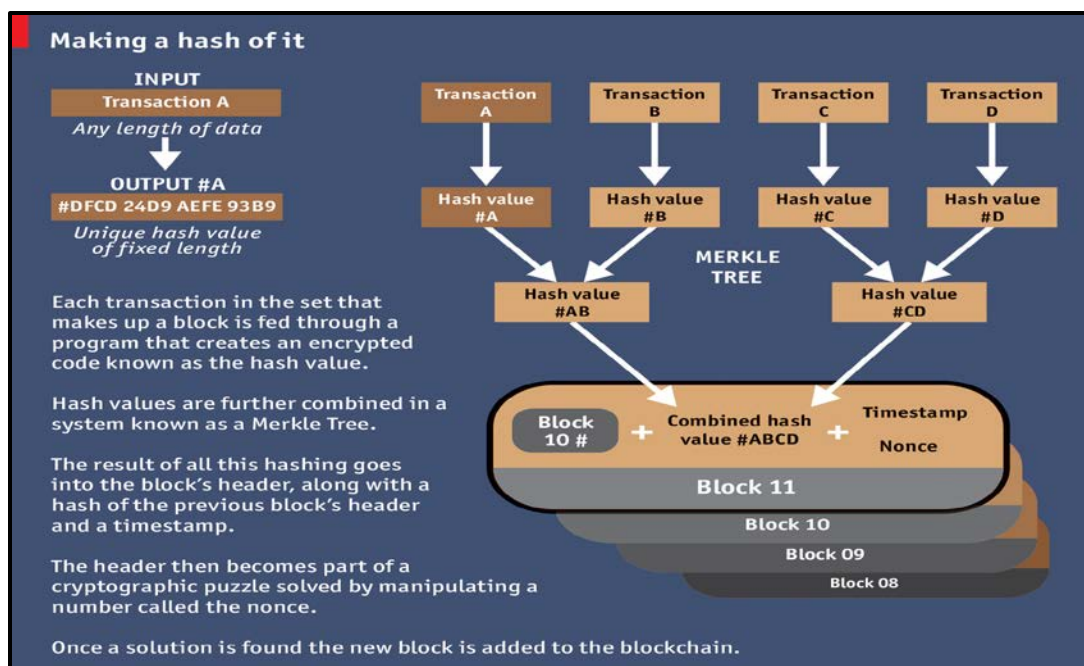 Making a hash of it
INPUT
Transaction A
Any length of data
OUTPUT #A
#DFCD 24D9 AEFE 93B9
Unique hash value
of fixed length
Each transaction in the set that
makes up a block is fed through a
program that creates an encrypted
code known as the hash value.
Hash values are further combined in a
system known as a Merkle Tree.
The result of all this hashing goes
into the block’s header, along with a
hash of the previous block’s header
and a timestamp.
The header then becomes part of a
cryptographic puzzle solved by manipulating a
number called the nonce.
Once a solution is found the new block is added to the blockchain.
Transaction
A
Transaction
B
Transaction
C
Transaction
D
Hash value
#A
Hash value
#B
Hash value
#C
Hash value
#D
MERKLE
TREE
Hash value
#AB
Hash value
#CD
Block
10 #
+
Combined hash
value #ABCD
+
Timestamp
Nonce
Block 11
Block 10
Block 09
Block 08